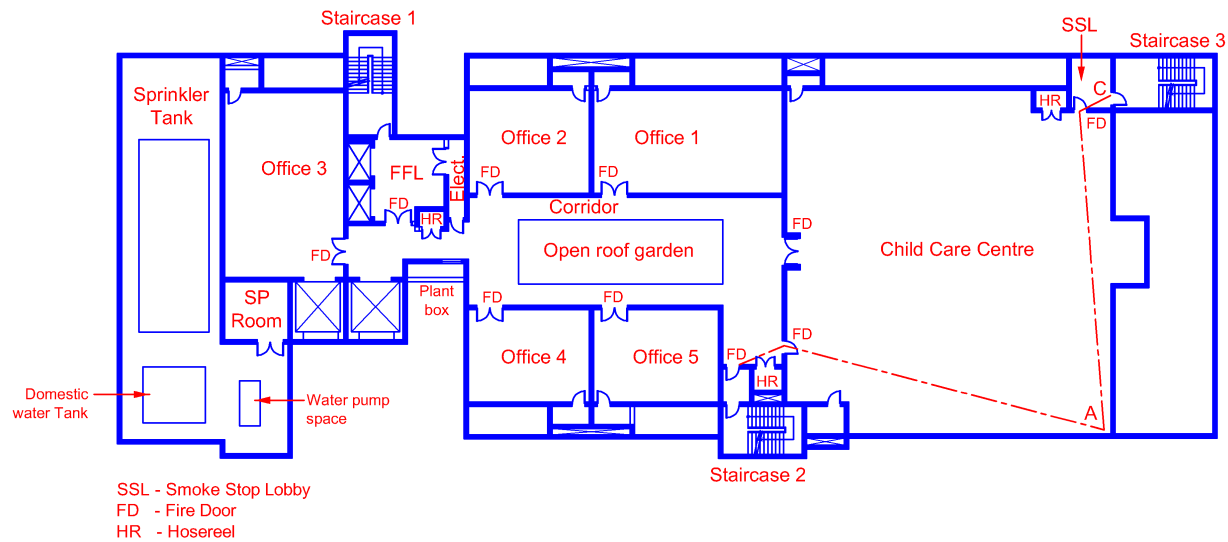 Staircase 1
SSL
Staircase 3
Sprinkler
Tank
C
HR
FD
Office 2
Office 1
Office 3
FFL
Elect.
FD
FD
FD
HR
Corridor
FD
FD
Open roof garden
Child Care Centre
SP
Room
Plant
box
FD
FD
FD
Office 4
Office 5
FD
HR
Domestic
water Tank
Water pump
space
A
Staircase 2
SSL - Smoke Stop Lobby
FD - Fire Door
HR - Hosereel